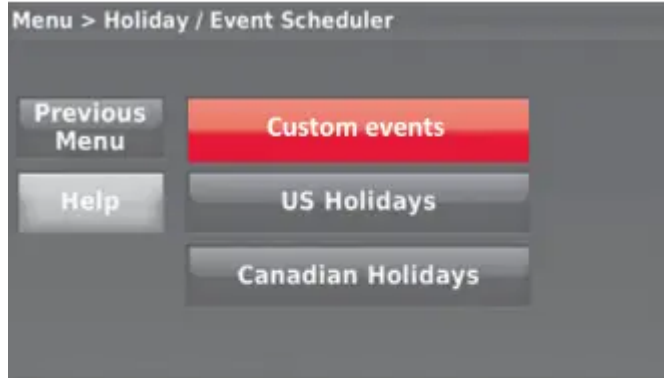 Menu > Holiday / Event Scheduler
Previous
Menu
Custom events
Help
US Holidays
Canadian Holidays